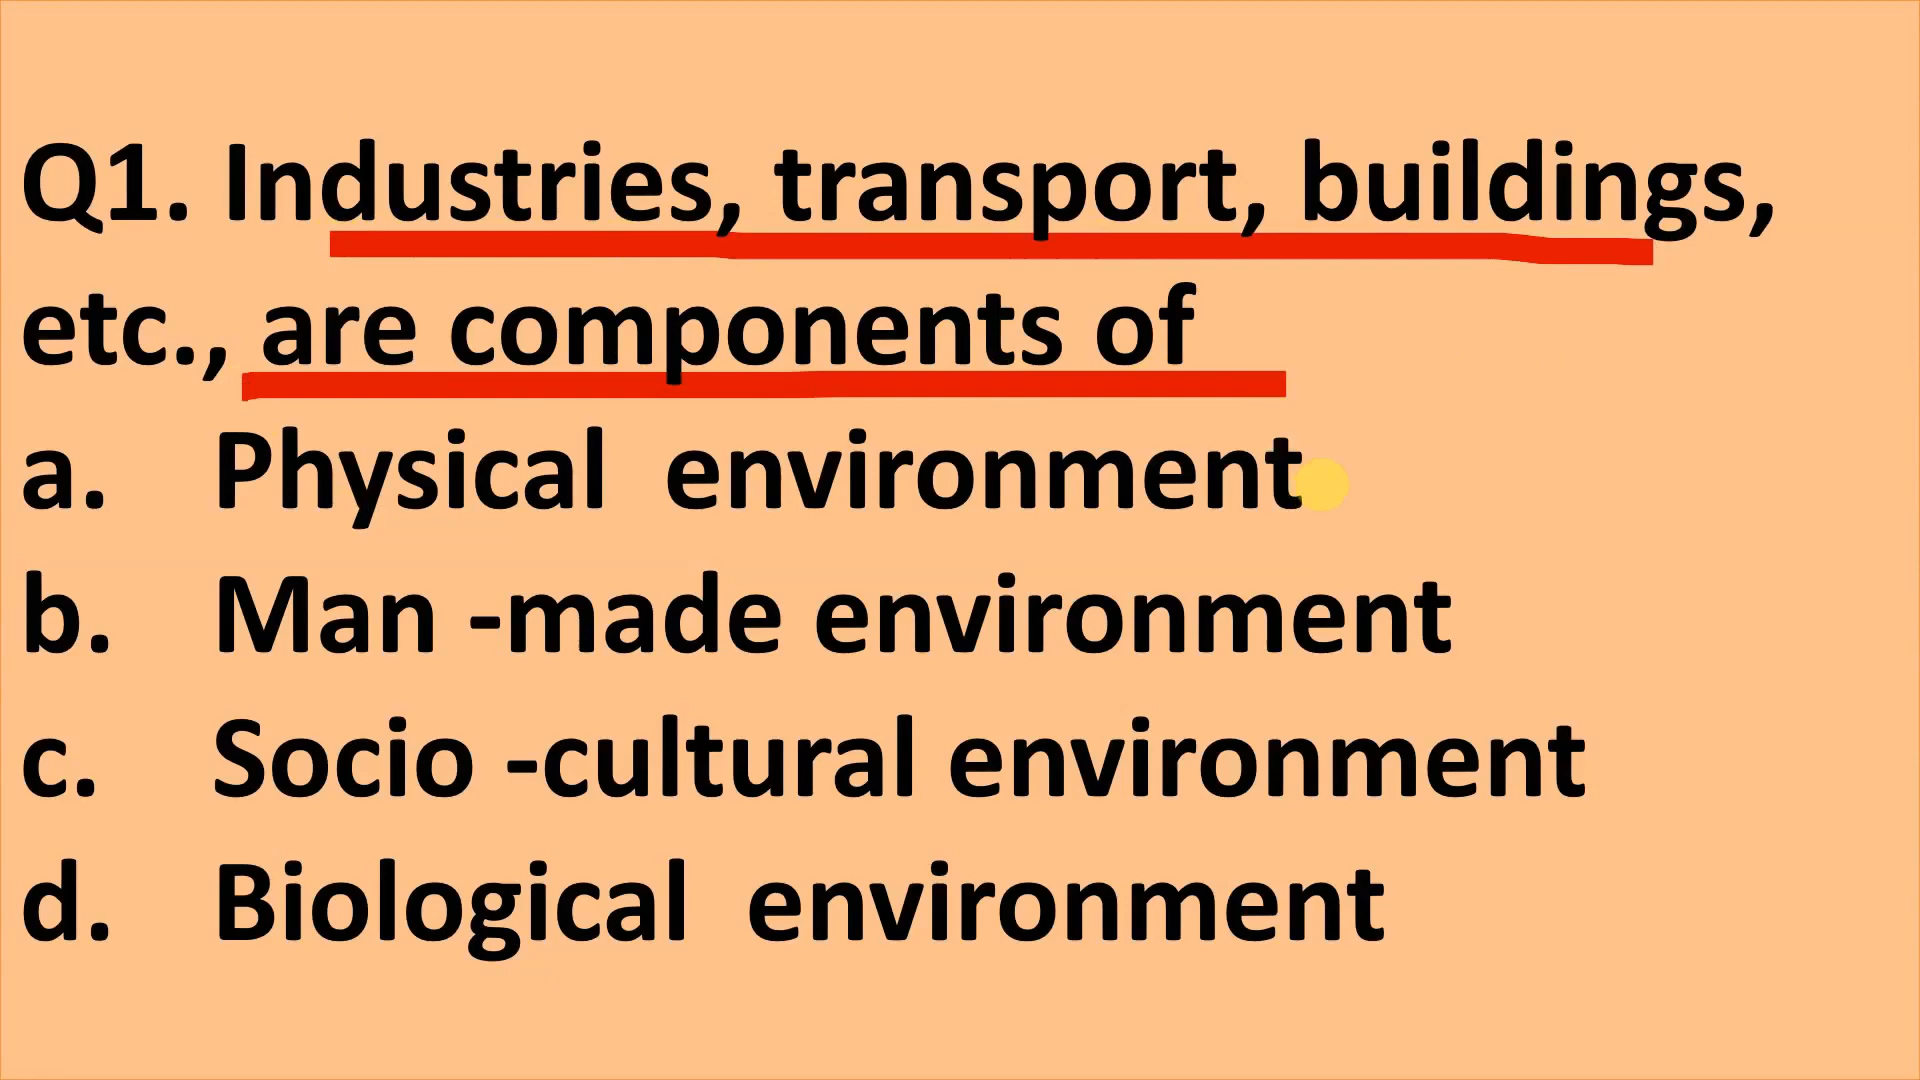 Q1. Industries, transport, buildings,
etc., are components of
a. Physical environment
b. Man -made environment
c. Socio -cultural environment
d. Biological environment